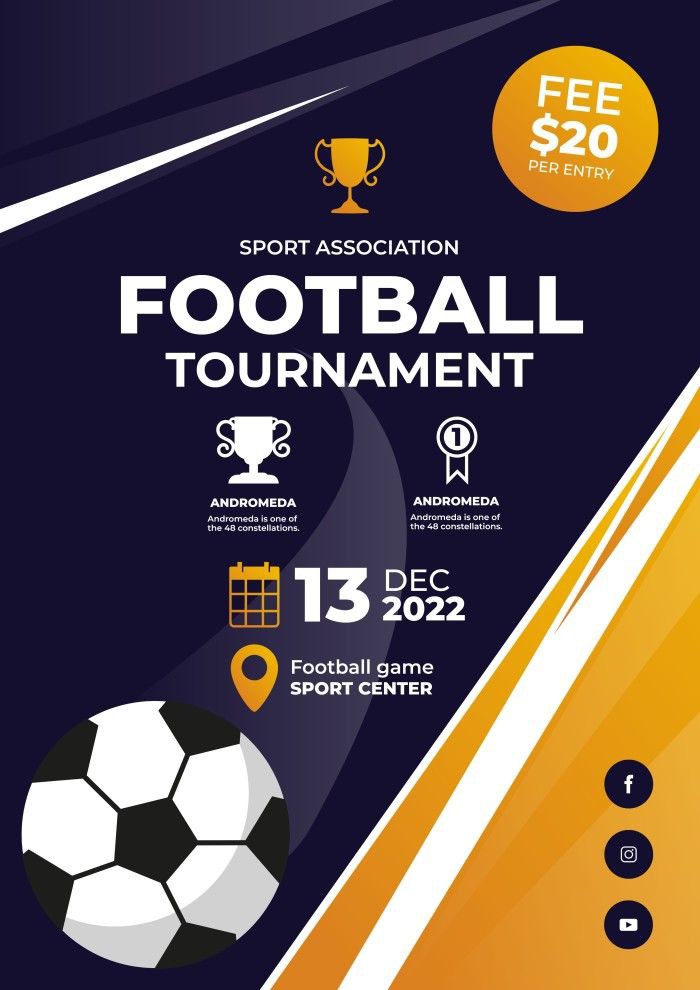 FEE
$20
PER ENTRY
SPORT ASSOCIATION
FOOTBALL
TOURNAMENT
1
ANDROMEDA
Andromeda is one of
the 48 constellations.
ANDROMEDA
Andromeda is one of
the 48 constellations.
13 DEC
2022
Football game
SPORT CENTER
f